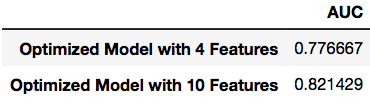 AUC
Optimized Model with 4 Features 0.776667
Optimized Model with 10 Features 0.821429